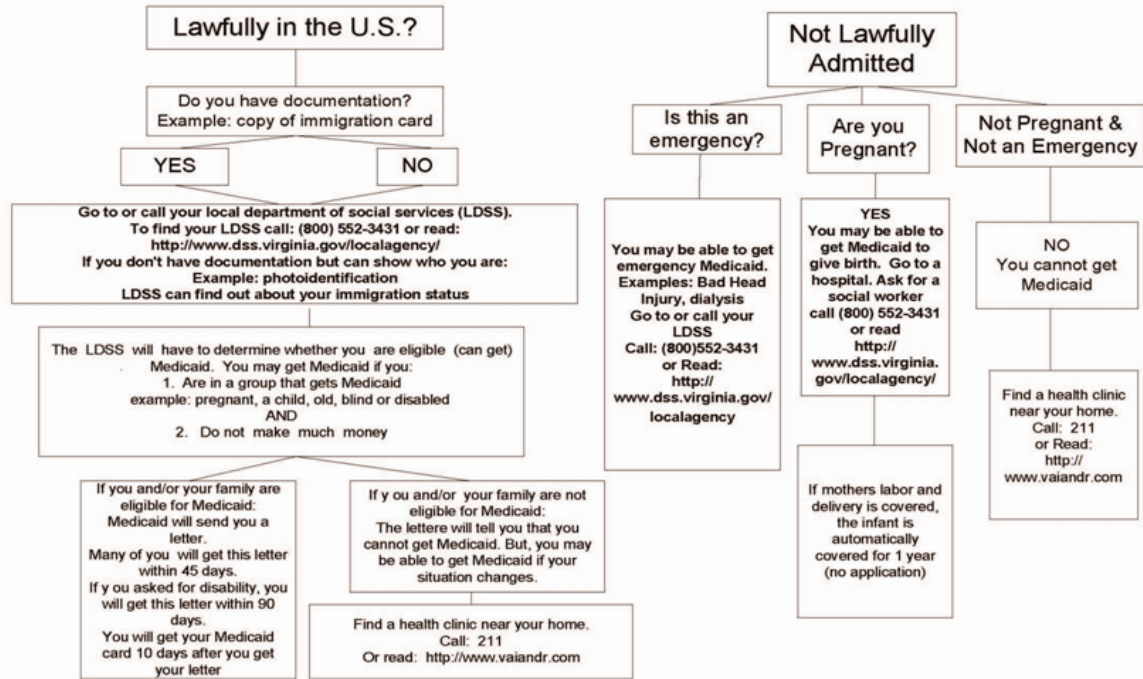 Lawfully in the U.S.?
Do you have documentation?
Example: copy of immigration card
YES
NO
Go to or call your local department of social services (LDSS).
To find your LDSS call: (800) 552-3431 or read:
http://www.dss.virginia.gov/localagency/
If you don't have documentation but can show who you are:
Example: photoidentification
LDSS can find out about your immigration status
The LDSS will have to determine whether you are eligible (can get)
Medicaid. You may get Medicaid if you:
1. Are in a group that gets Medicaid
example: pregnant, a child, old, blind or disabled
AND
2. Do not make much money
If you and/or your family are
eligible for Medicaid:
Medicaid will send you a
letter.
Many of you will get this letter
within 45 days.
If y ou asked for disability, you
will get this letter within 90
days.
You will get your Medicaid
card 10 days after you get
your letter
If y ou and/or your family are not
eligible for Medicaid:
The lettere will tell you that you
cannot get Medicaid. But, you may
be able to get Medicaid if your
situation changes.
Find a health clinic near your home.
Call: 211
Or read: http://www.vaiandr.com
Not Lawfully
Admitted
Is this an
emergency?
You may be able to get
emergency Medicaid.
Examples: Bad Head
Injury, dialysis
Go to or call your
LDSS
Call: (800)552-3431
or Read:
http://
www.dss.virginia.gov/
localagency
Are you
Pregnant?
YES
You may be able to
get Medicaid to
give birth. Go to a
hospital. Ask for a
social worker
call (800) 552-3431
or read
http://
www.dss.virginia.
gov/localagency/
If mothers labor and
delivery is covered,
the infant is
automatically
covered for 1 year
(no application)
Not Pregnant &
Not an Emergency
NO
You cannot get
Medicaid
Find a health clinic
near your home.
Call: 211
or Read:
http://
www.vaiandr.com